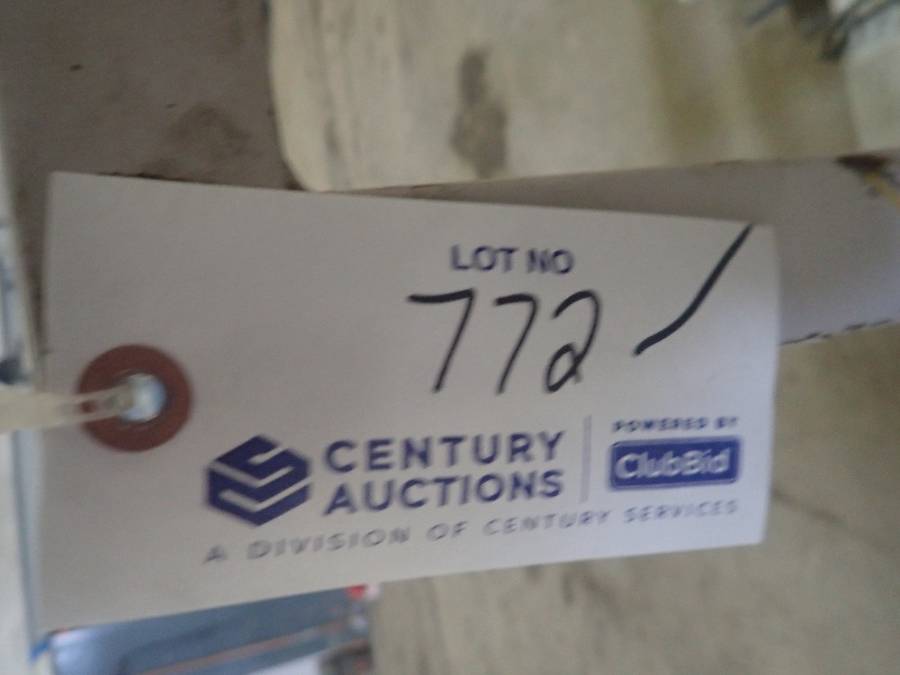 LOT NO
772
CENTURY
AUCTIONS
POWERED BY
ClubBid
A DIVISION OF CENTURY SERVICES